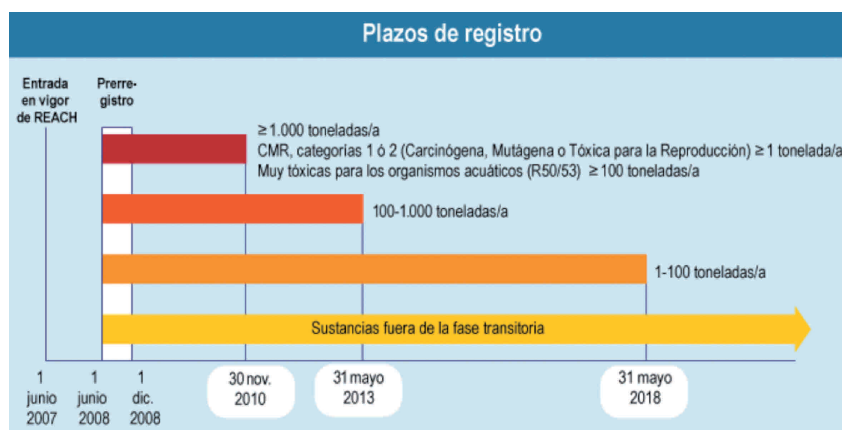 Plazos de registro
Entrada
en vigor
de REACH
Prerre-
gistro
≥ 1.000 toneladas/a
CMR, categorías 1 ó 2 (Carcinógena, Mutàgena o Tóxica para la Reproducción) ≥ 1 tonelada/a
Muy tóxicas para los organismos acuáticos (R50/53) ≥ 100 toneladas/a
100-1.000 toneladas/a
1-100 toneladas/a
Sustancias fuera de la fase transitoria
1
junio
2007
1
junio
2008
1
dic.
2008
30 nov.
2010
31 mayo
2013
31 mayo
2018